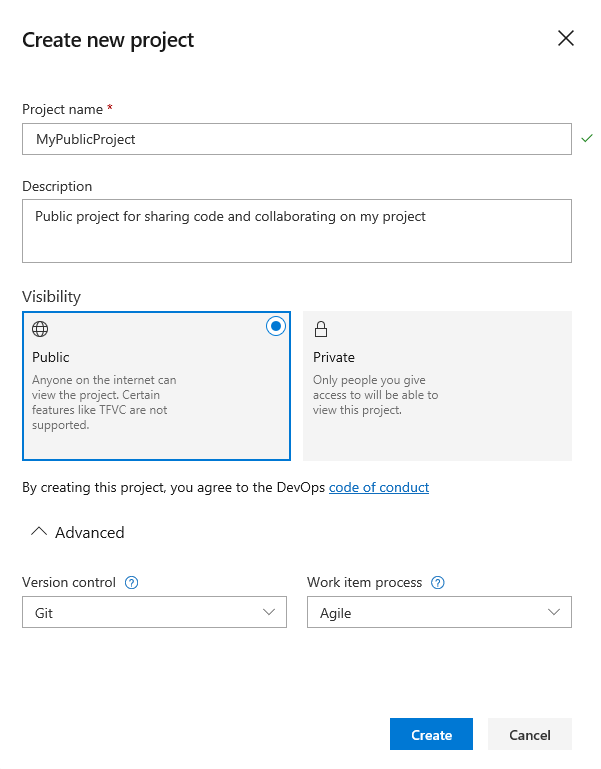 Create new project
Project name *
MyPublicProject
Description
Public project for sharing code and collaborating on my project
Visibility
Public
Anyone on the internet can
view the project. Certain
features like TFVC are not
supported.
Private
Only people you give
access to will be able to
view this project.
By creating this project, you agree to the DevOps code of conduct
Advanced
Version control ?
Git
Work item process ?
Agile
Create
Cancel